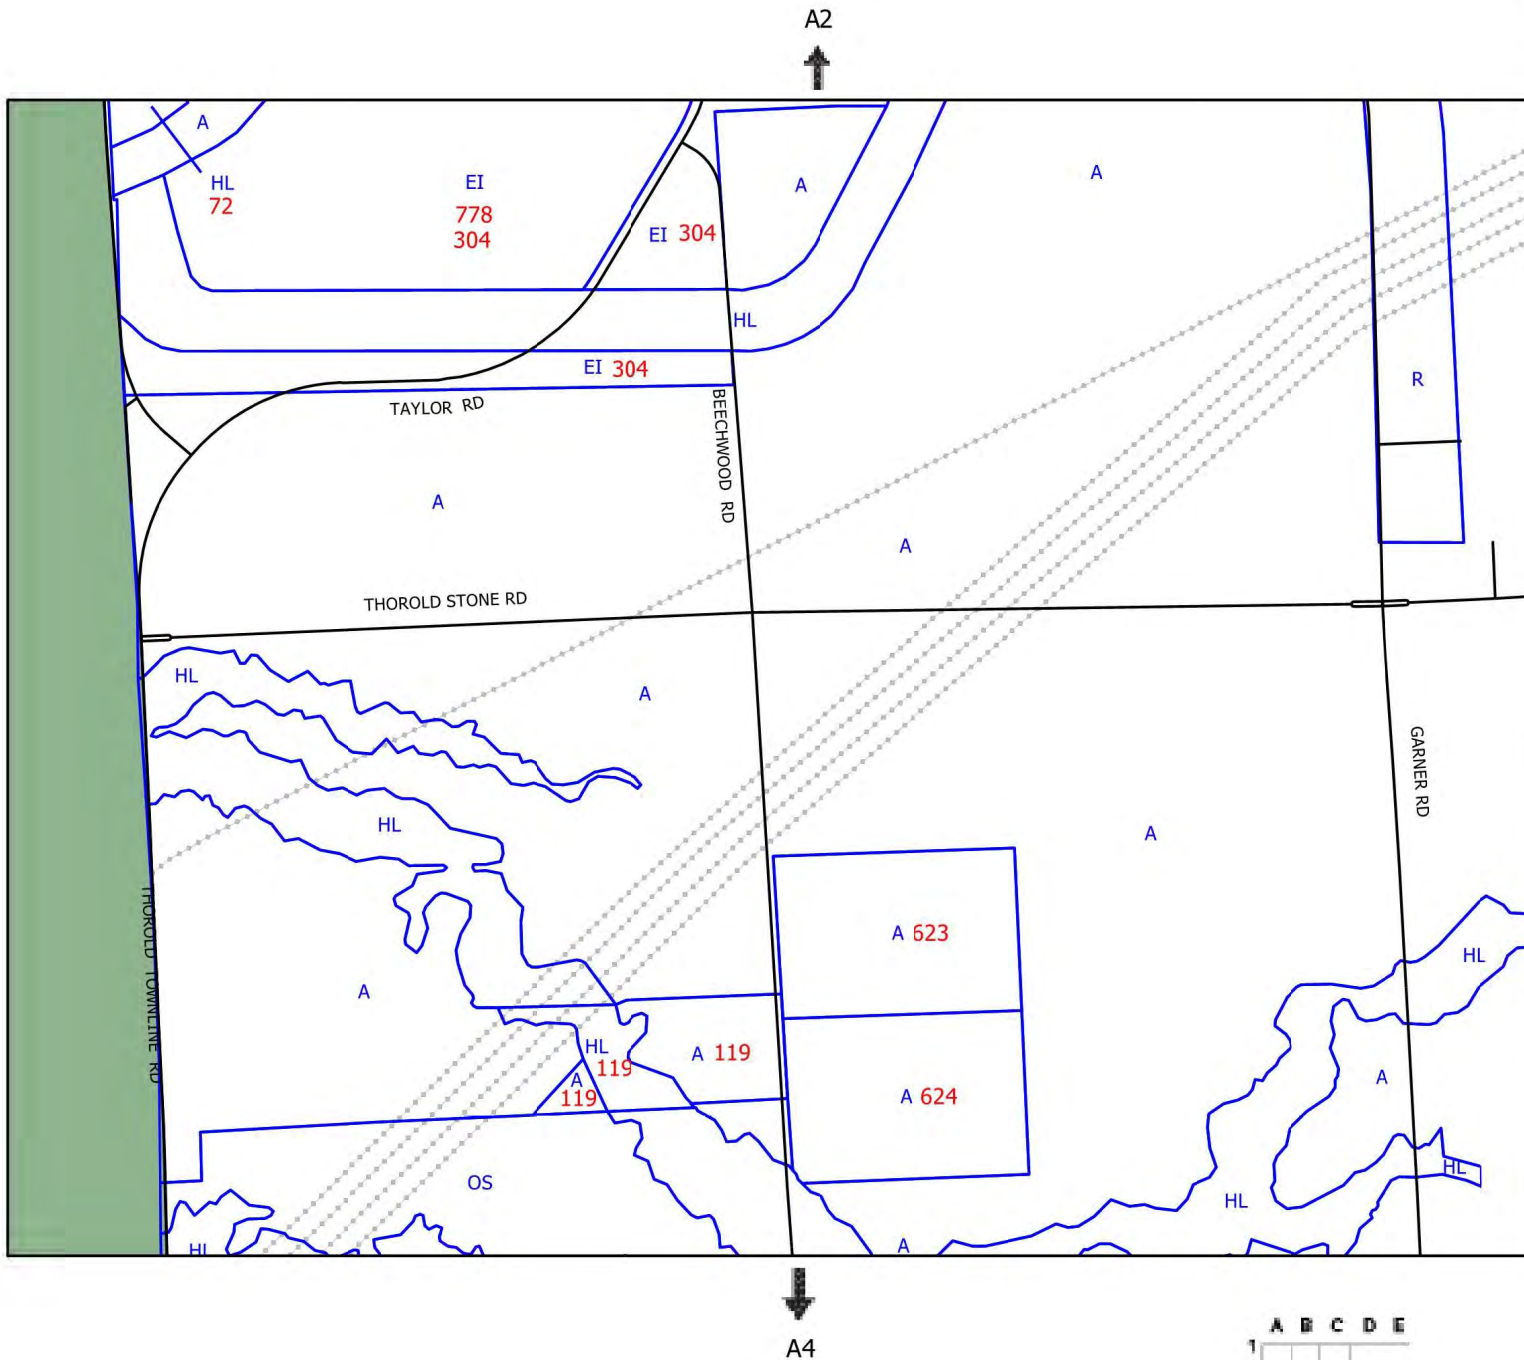 A2
A
HL
72
EI
778
304
EI 304
A
A
HL
EI 304
TAYLOR RD
BEECHWOOD RD
R
A
A
THOROLD STONE RD
HL
A
GARNER RD
HL
A
THOROLD TOWNLINE RD
A 623
HL
A
HL
119
A 119
A
119
A 624
A
OS
HL
HL
HL
A
A4
A B C D E
1